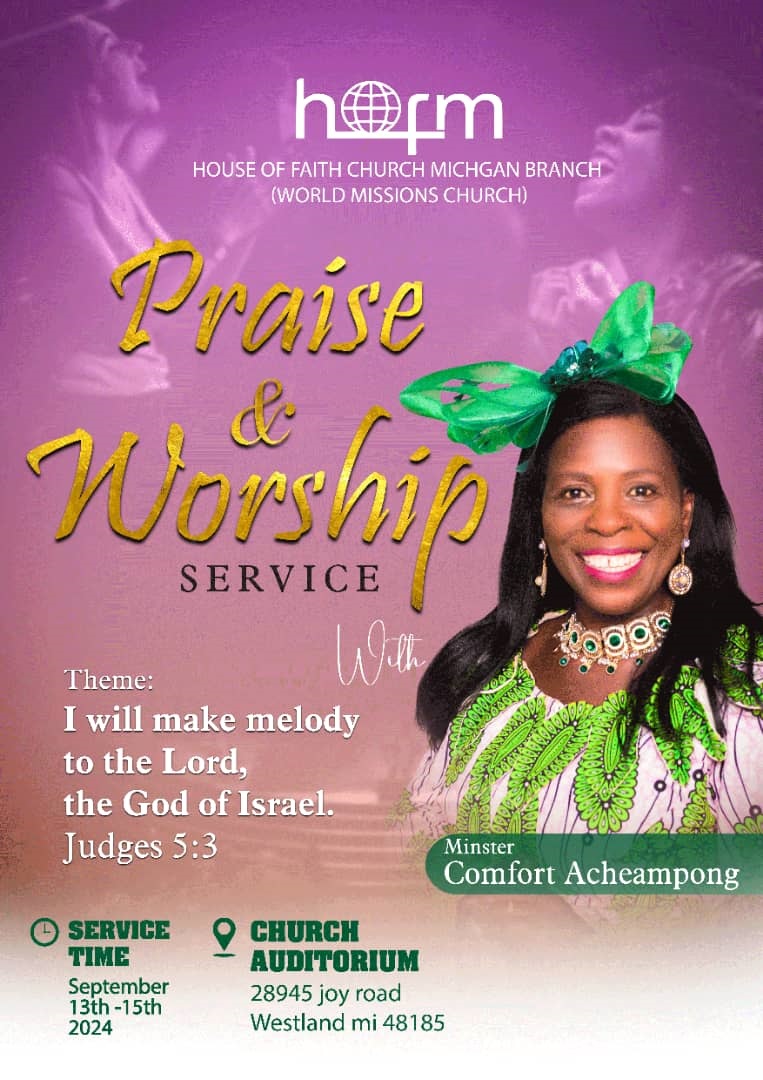 hofm
HOUSE OF FAITH CHURCH MICHGAN BRANCH
(WORLD MISSIONS CHURCH)
Praise
&
Worship
SERVICE
With
Theme:
I will make melody
to the Lord,
the God of Israel.
Judges 5:3
Minster
Comfort Acheampong
SERVICE
TIME
September
13th -15th
2024
CHURCH
AUDITORIUM
28945 joy road
Westland mi 48185